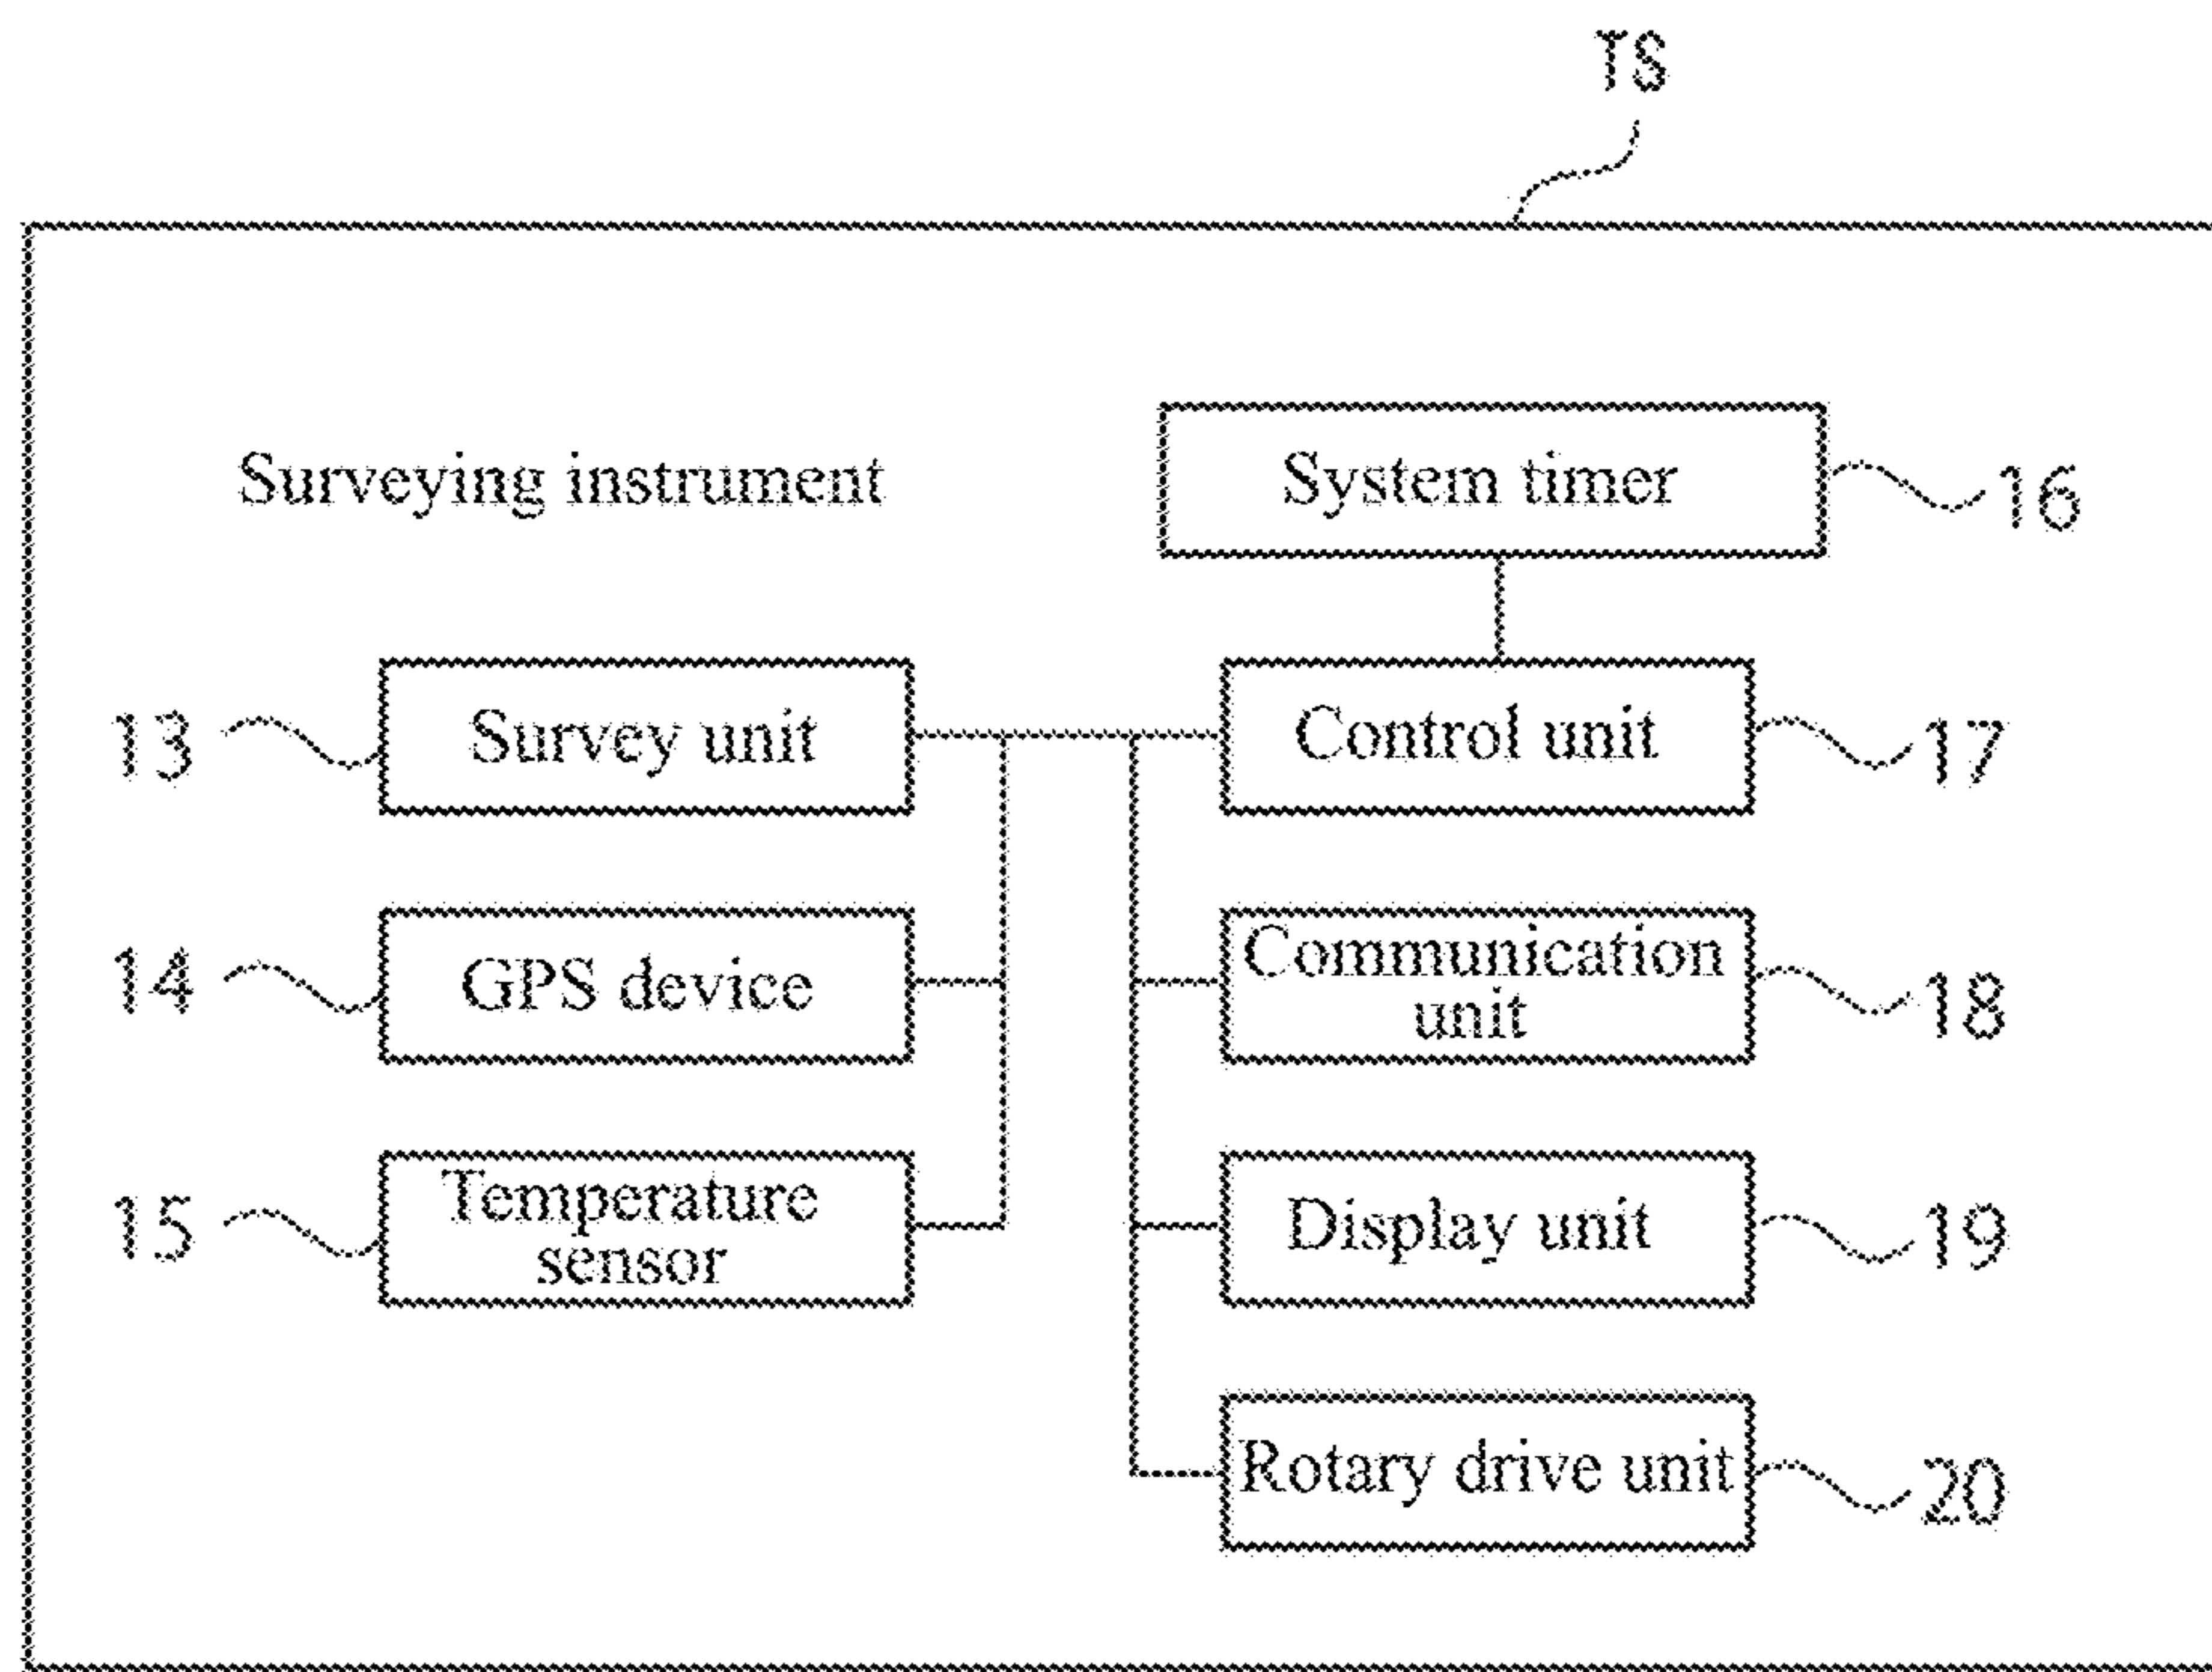 TS
Surveying instrument
System timer
16
13
Survey unit
Control unit
17
14
GPS device
Communication
unit
18
15
Temperature
sensor
Display unit
19
Rotary drive unit
20